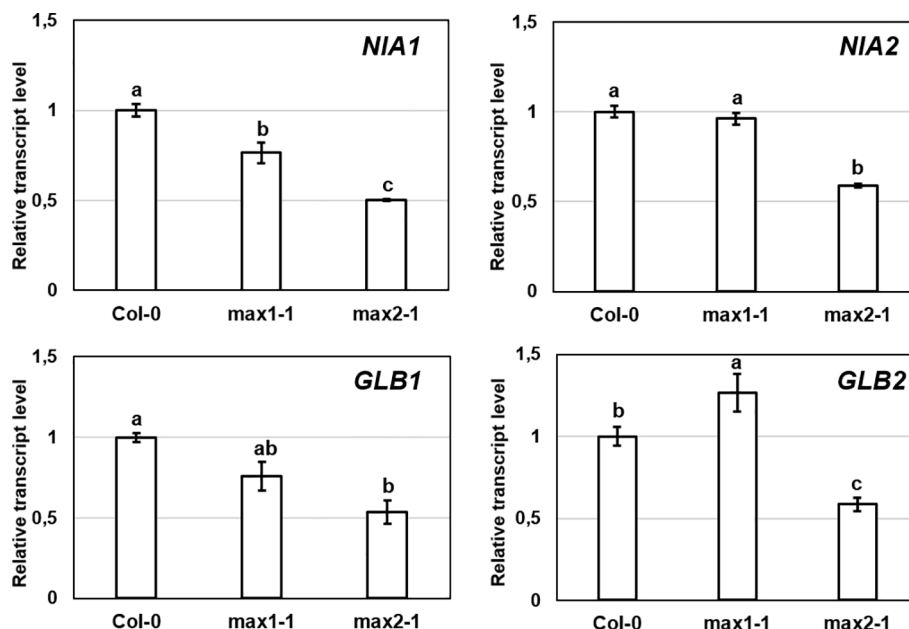 NIA1
Relative transcript level
1,5
1
0,5
0
a
b
c
Col-0 max1-1 max2-1
NIA2
Relative transcript level
1,5
1
0,5
0
a
a
b
Col-0 max1-1 max2-1
GLB1
Relative transcript level
1,5
1
0,5
0
a
ab
b
Col-0 max1-1 max2-1
GLB2
Relative transcript level
1,5
1
0,5
0
b
a
c
Col-0 max1-1 max2-1